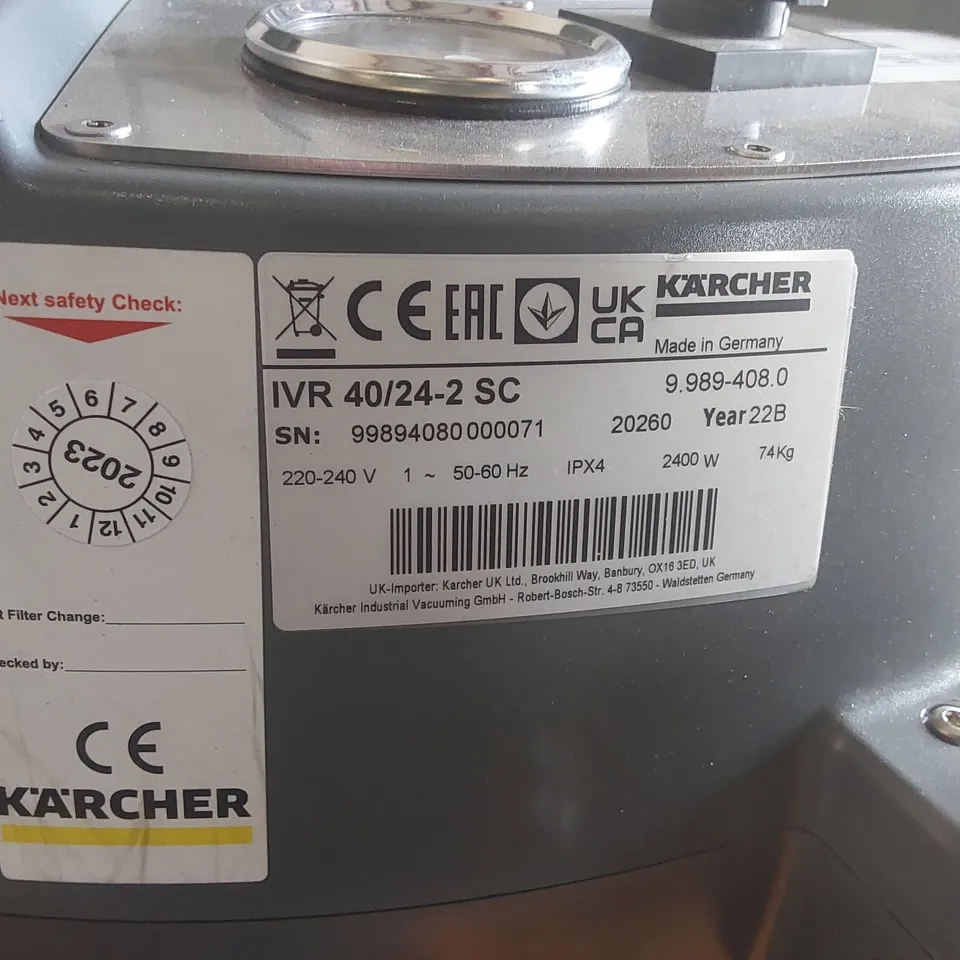 Next safety Check:
1 2 3 4 5 6 7 8 9 10 11 12
2023
Filter Change:
by:
CE
KÄRCHER
CE EAC UK CA KÄRCHER
Made in Germany
IVR 40/24-2 SC 9.989-408.0
SN: 99894080000071 20260 Year 22B
220-240 V 1 ~ 50-60 Hz IPX4 2400 W 74Kg
UK-Importer: Karcher UK Ltd., Brookhill Way, Banbury, OX16 3ED, UK
Kärcher Industrial Vacuuming GmbH - Robert-Bosch-Str. 4-8 73550 - Waldstetten Germany